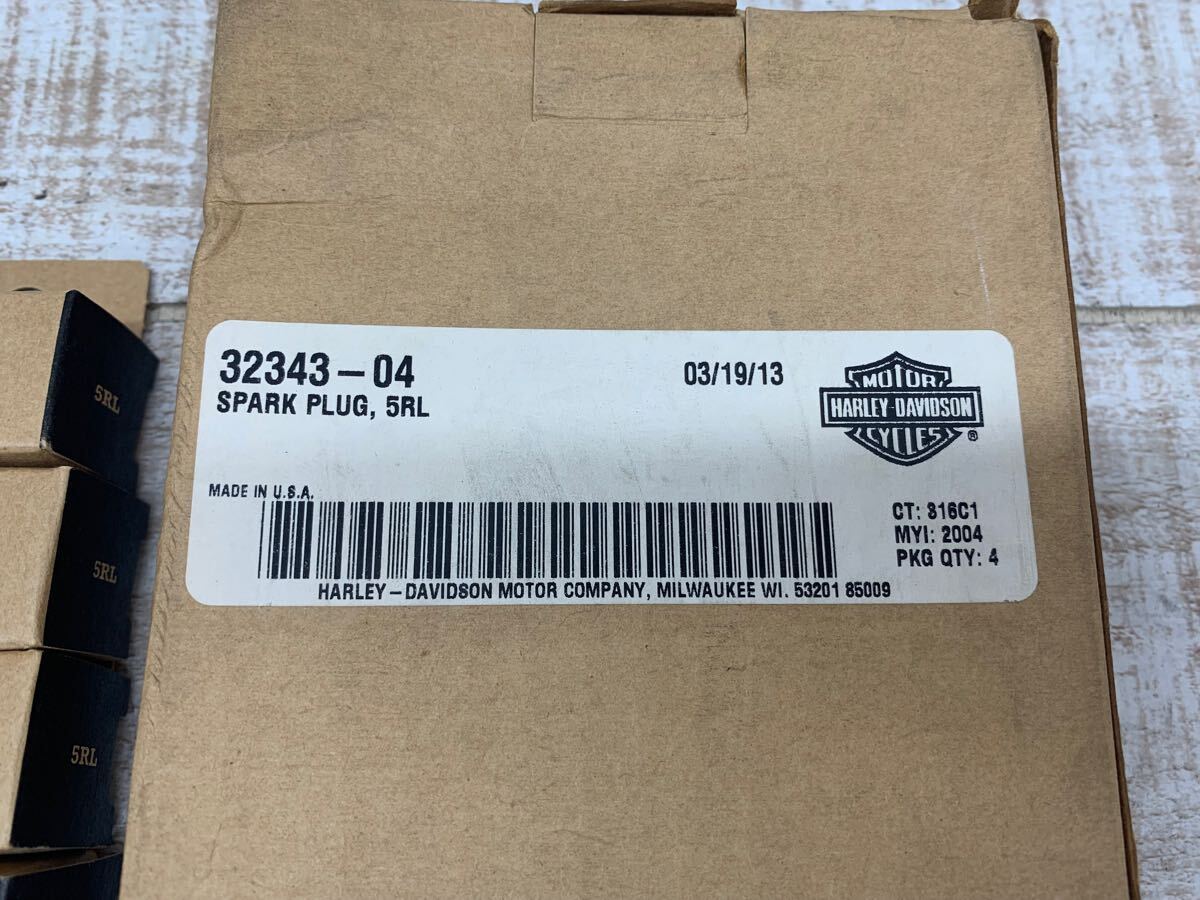 32343-04
SPARK PLUG, 5RL
03/19/13
MOTOR
HARLEY-DAVIDSON
CYCLES
®
MADE IN U.S.A.
CT: 816C1
MYI: 2004
PKG QTY: 4
HARLEY-DAVIDSON MOTOR COMPANY, MILWAUKEE WI. 53201 85009
5RL
5RL
5RL